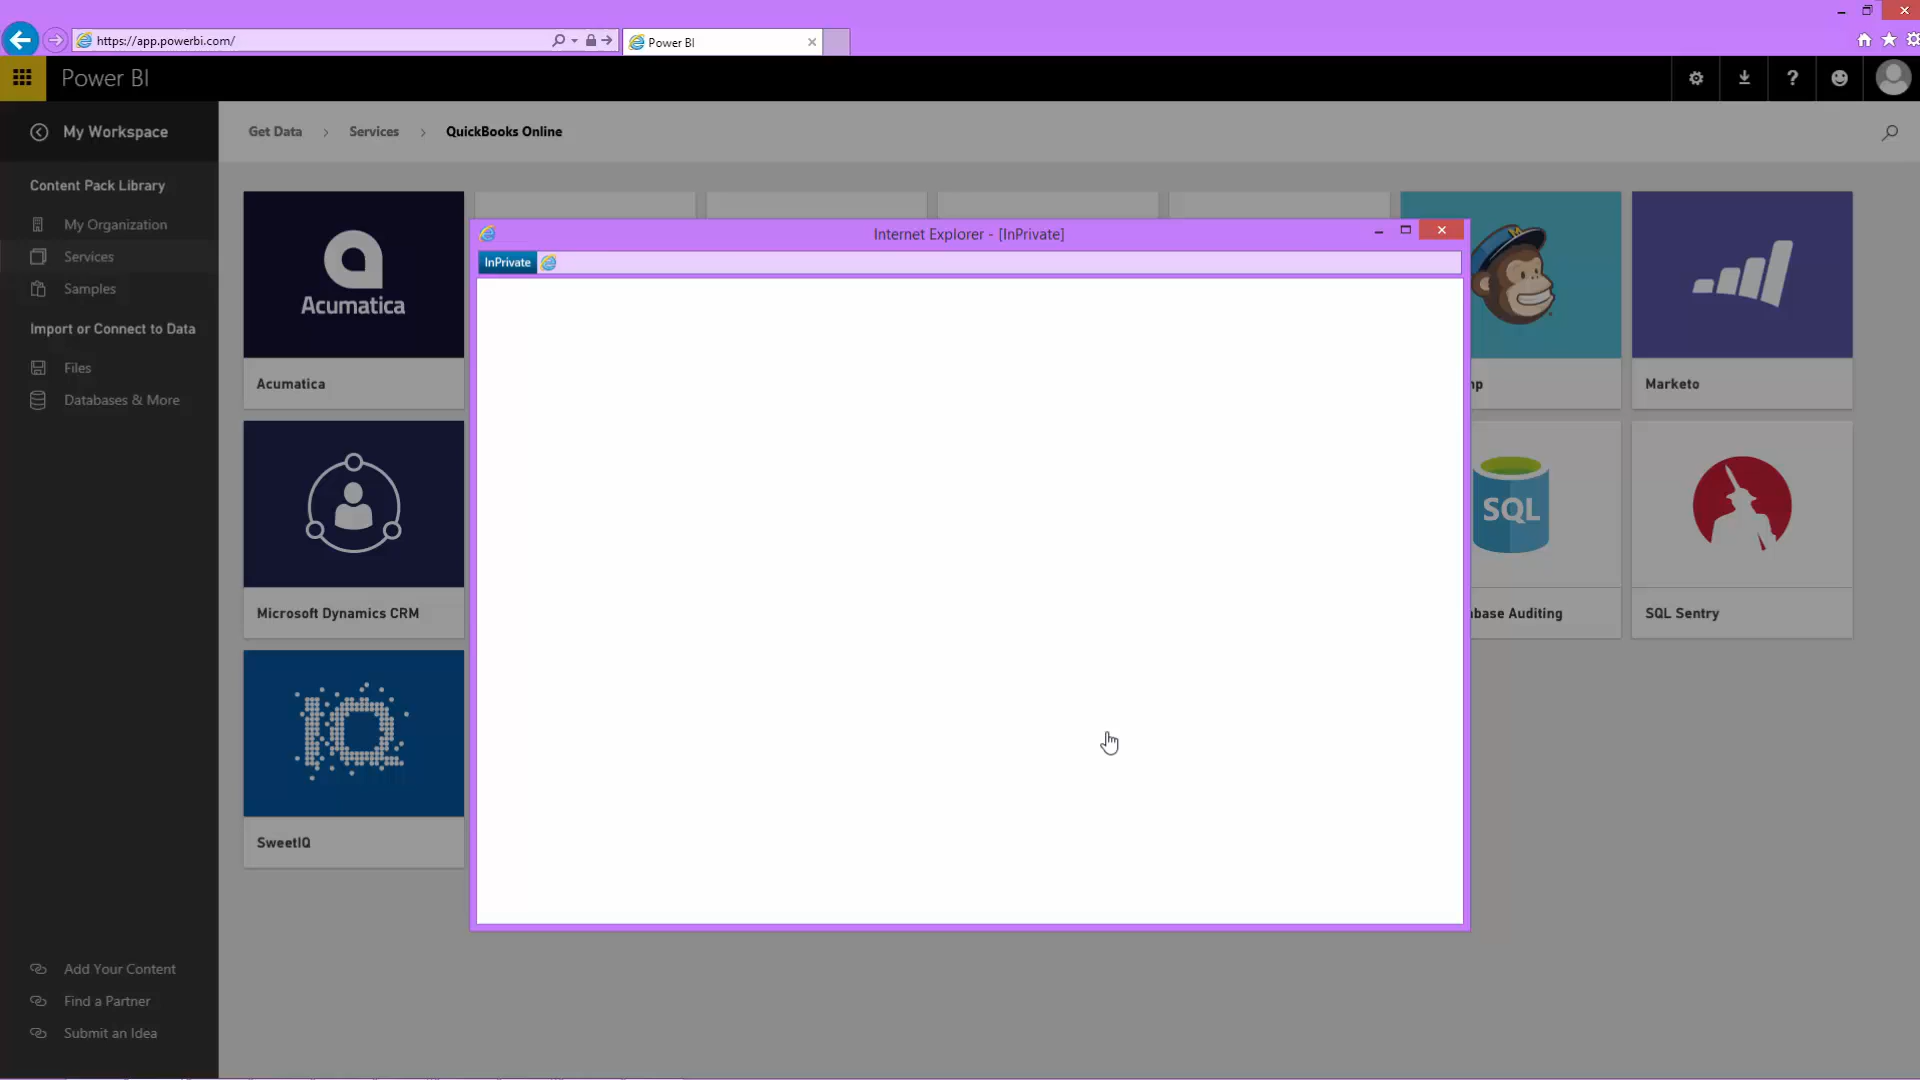 https://app.powerbi.com/
Power BI
Power BI
My Workspace
Get Data
Services
QuickBooks Online
Content Pack Library
My Organization
Services
Samples
Import or Connect to Data
Files
Databases & More
Add Your Content
Find a Partner
Submit an Idea
Internet Explorer - [InPrivate]
InPrivate
Acumatica
Acumatica
Marketo
SQL
Microsoft Dynamics CRM
Auditing
SQL Sentry
IQ
SweetIQ
?